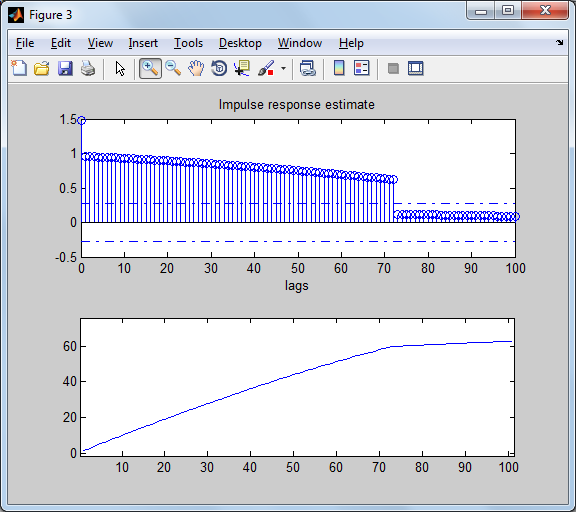 Figure 3
File Edit View Insert Tools Desktop Window Help
Impulse response estimate
1.5
1
0.5
0
-0.5
0 10 20 30 40 50 60 70 80 90 100
lags
60
40
20
0
10 20 30 40 50 60 70 80 90 100